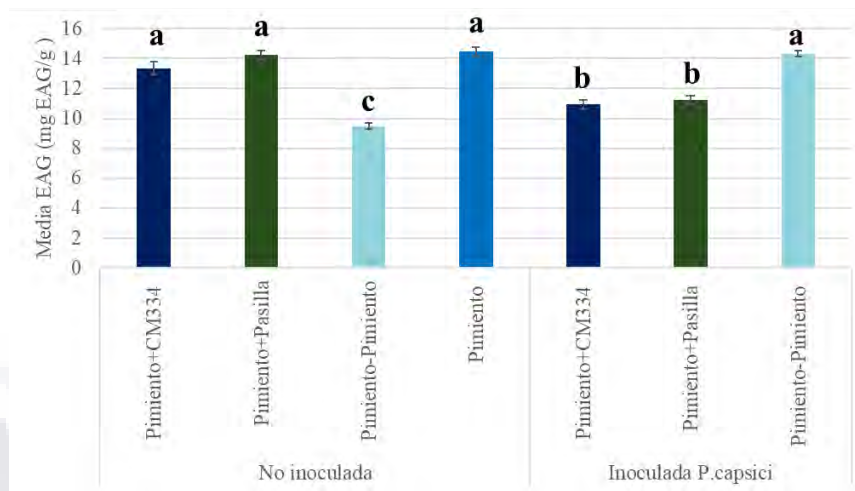 Media EAG (mg EAG/g )
16
14
12
10
8
6
4
2
0
a
a
c
a
b
b
a
Pimiento+CM334
Pimiento+Pasilla
Pimiento-Pimiento
Pimiento
Pimiento+CM334
Pimiento+Pasilla
Pimiento-Pimiento
No inoculada
Inoculada P.capsici